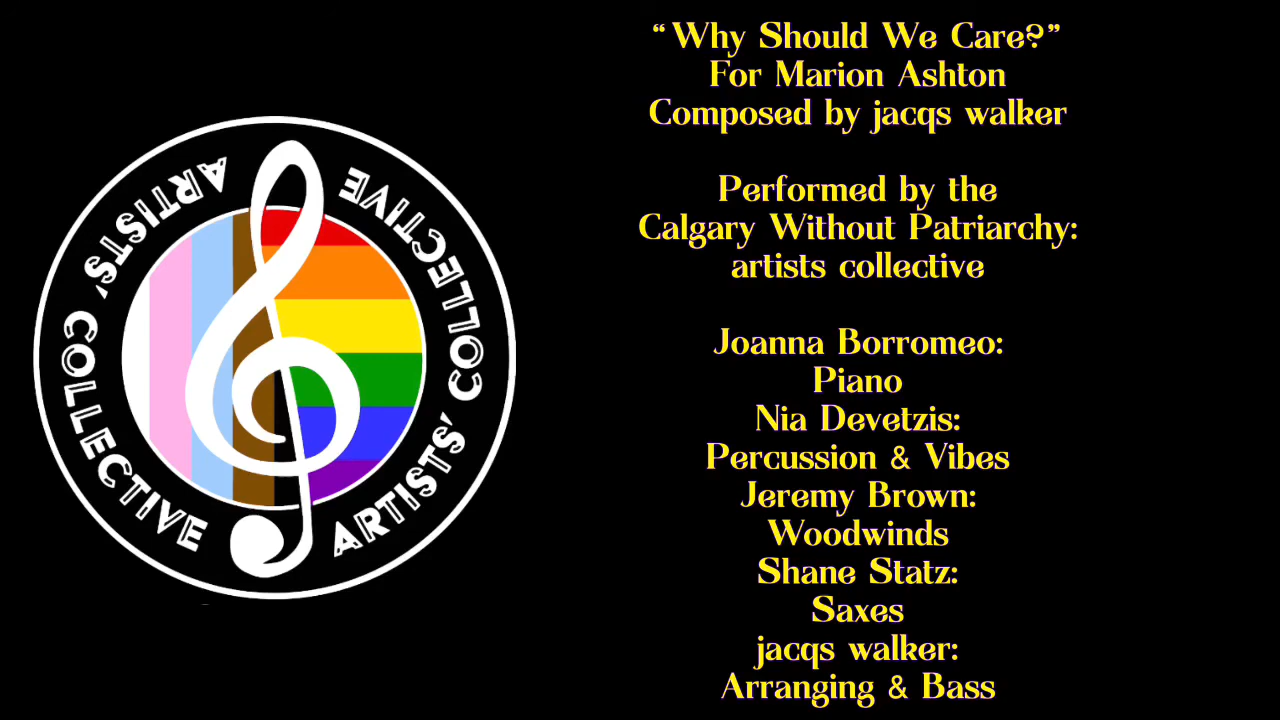 ARTISTS' COLLECTIVE
ARTISTS' COLLECTIVE
“Why Should We Care?”
For Marion Ashton
Composed by jacqs walker
Performed by the
Calgary Without Patriarchy:
artists collective
Joanna Borromeo:
Piano
Nia Devetzis:
Percussion & Vibes
Jeremy Brown:
Woodwinds
Shane Statz:
Saxes
jacqs walker:
Arranging & Bass